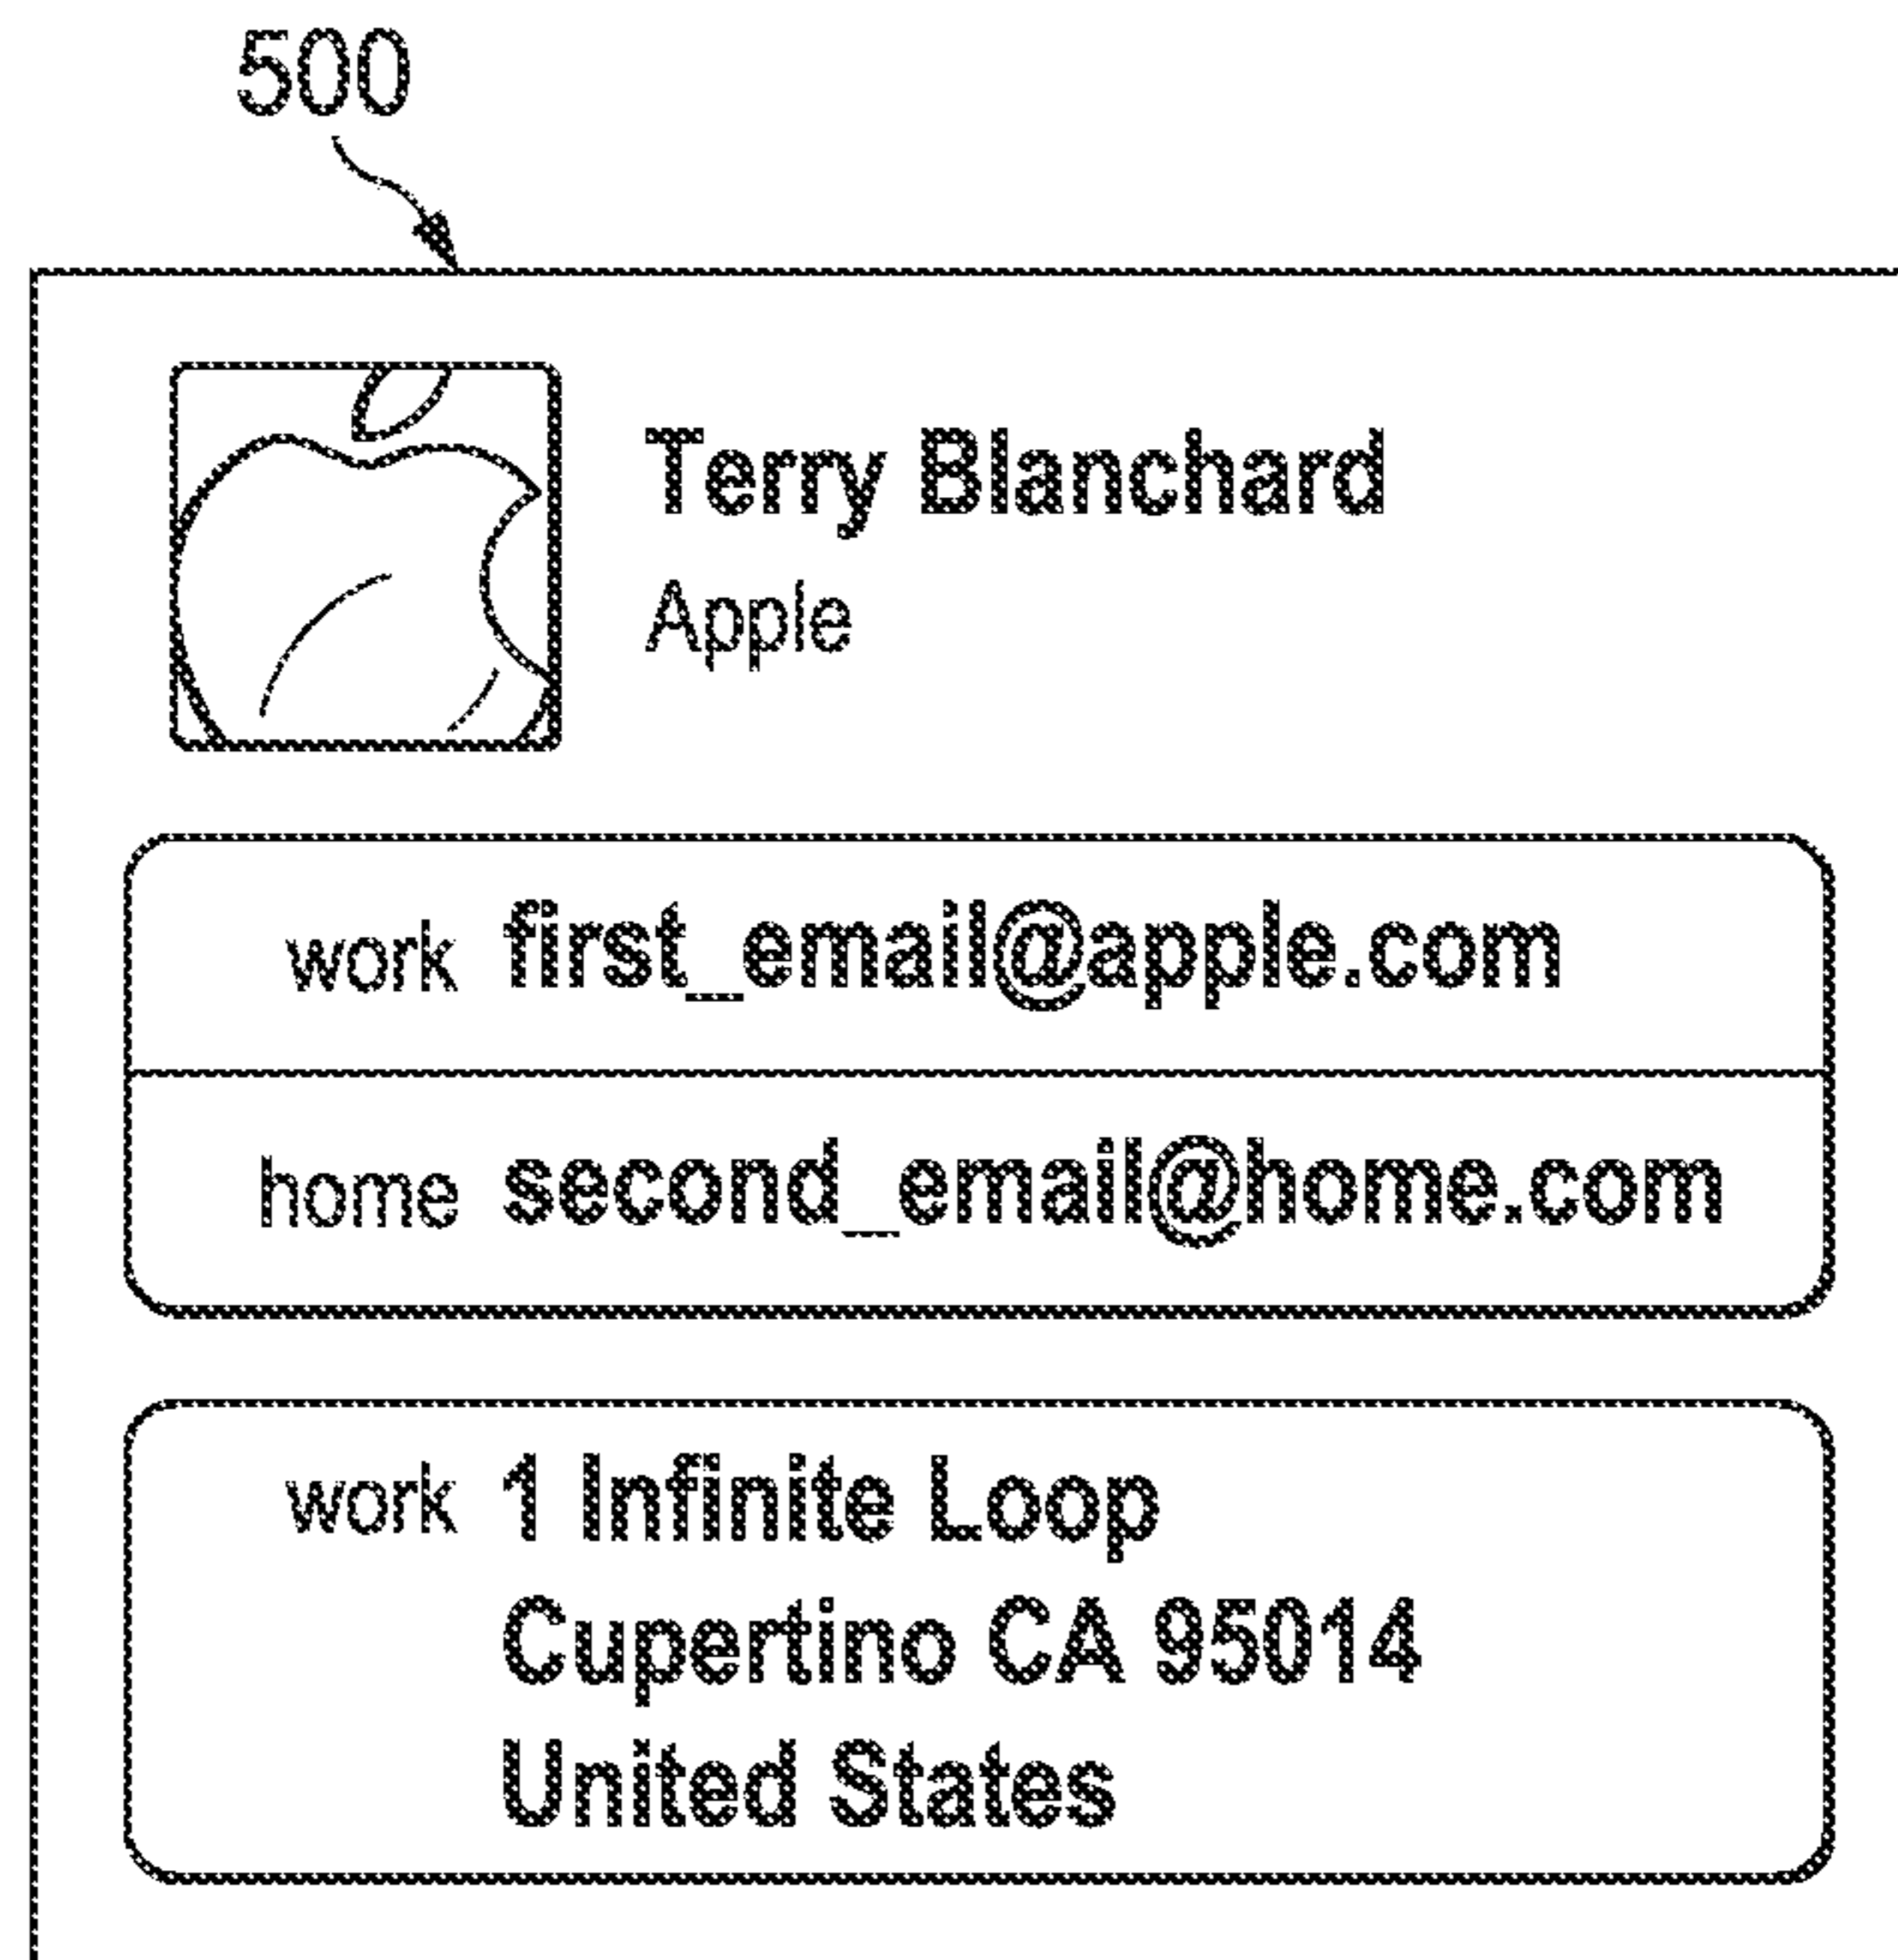 500
Terry Blanchard
Apple
work first_email@apple.com
home second_email@home.com
work 1 Infinite Loop
Cupertino CA 95014
United States